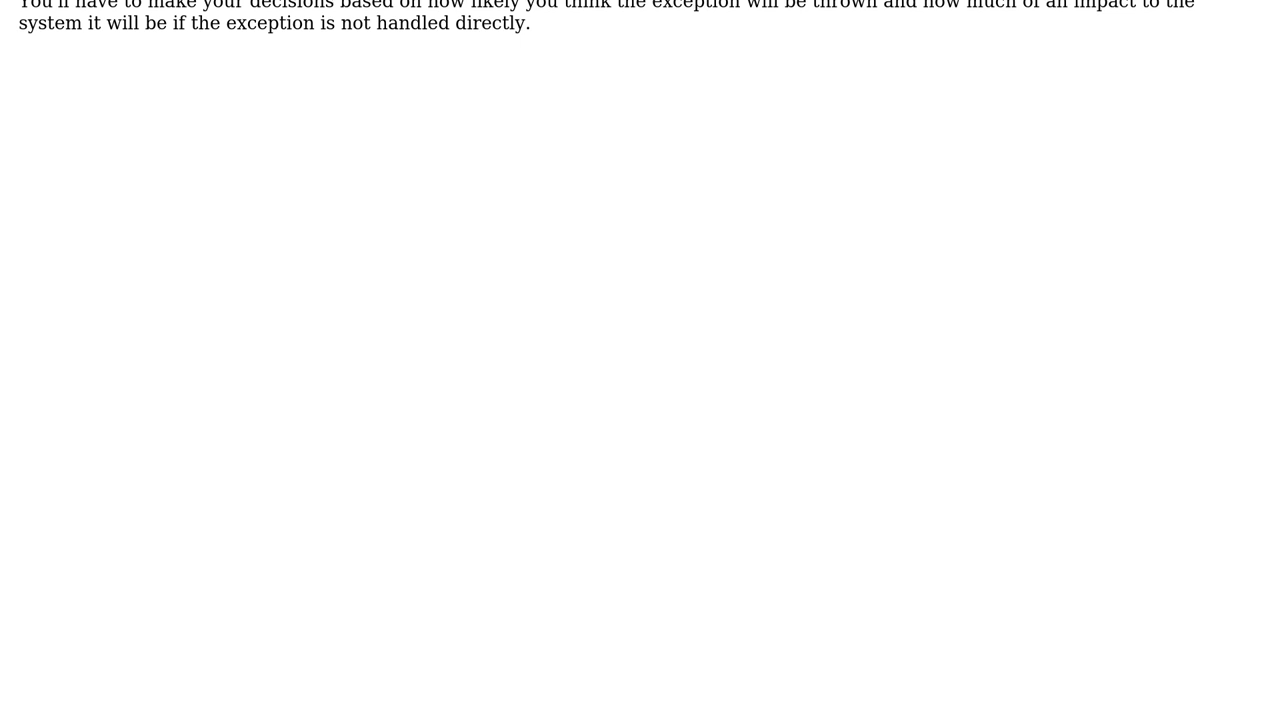 You'll have to make your decisions based on how likely you think the exception will be thrown and how much of an impact to the
system it will be if the exception is not handled directly.